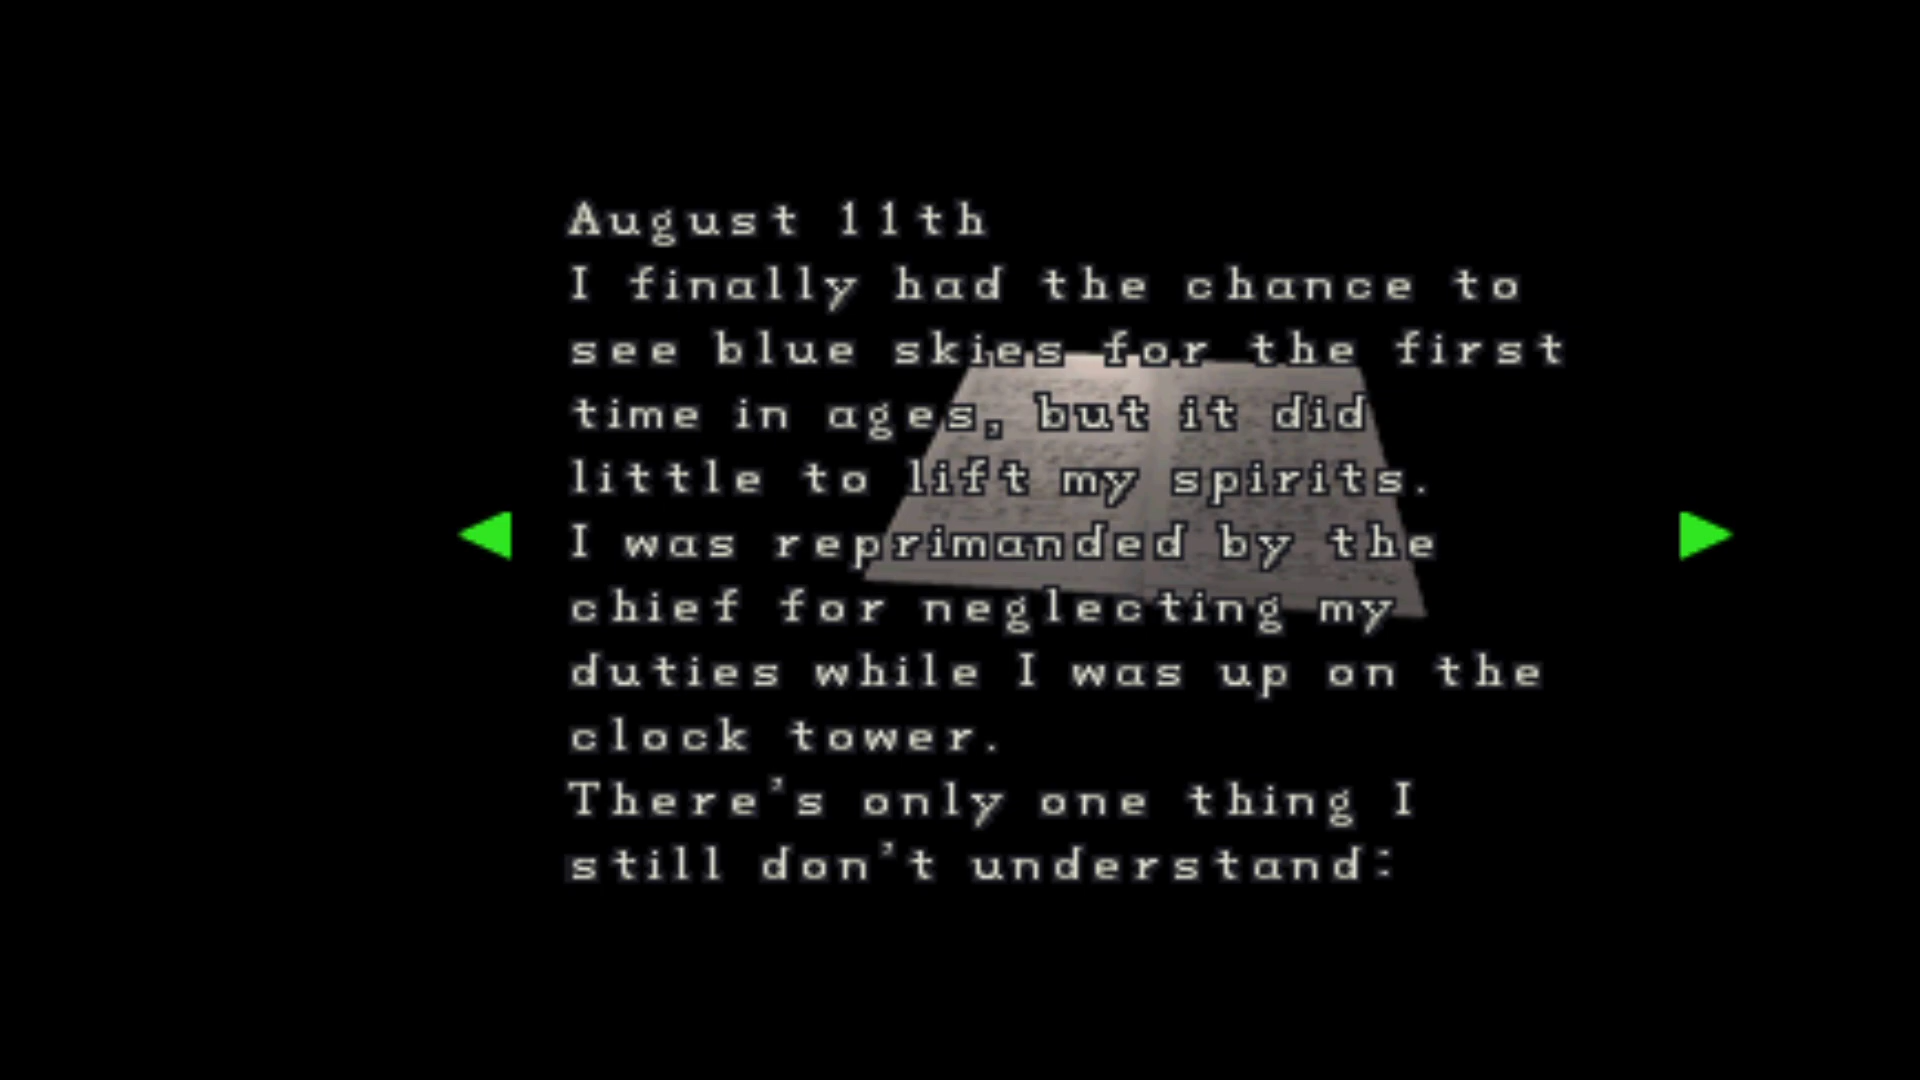 August 11th
I finally had the chance to
see blue skies for the first
time in ages, but it did
little to lift my spirits.
I was reprimanded by the
chief for neglecting my
duties while I was up on the
clock tower.
There's only one thing I
still don't understand: